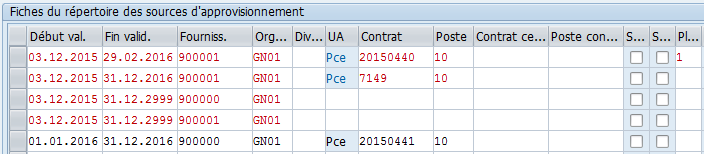 Fiches du répertoire des sources d'approvisionnement
Début val. Fin valid. Fourniss. Org... Div... UA Contrat Poste Contrat ce... Poste con... S... S... Pl...
03.12.2015 29.02.2016 900001 GN01 Pce 20150440 10 1
03.12.2015 31.12.2016 900001 GN01 Pce 7149 10
03.12.2015 31.12.2999 900000 GN01
03.12.2015 31.12.2999 900001 GN01
01.01.2016 31.12.2016 900000 GN01 Pce 20150441 10